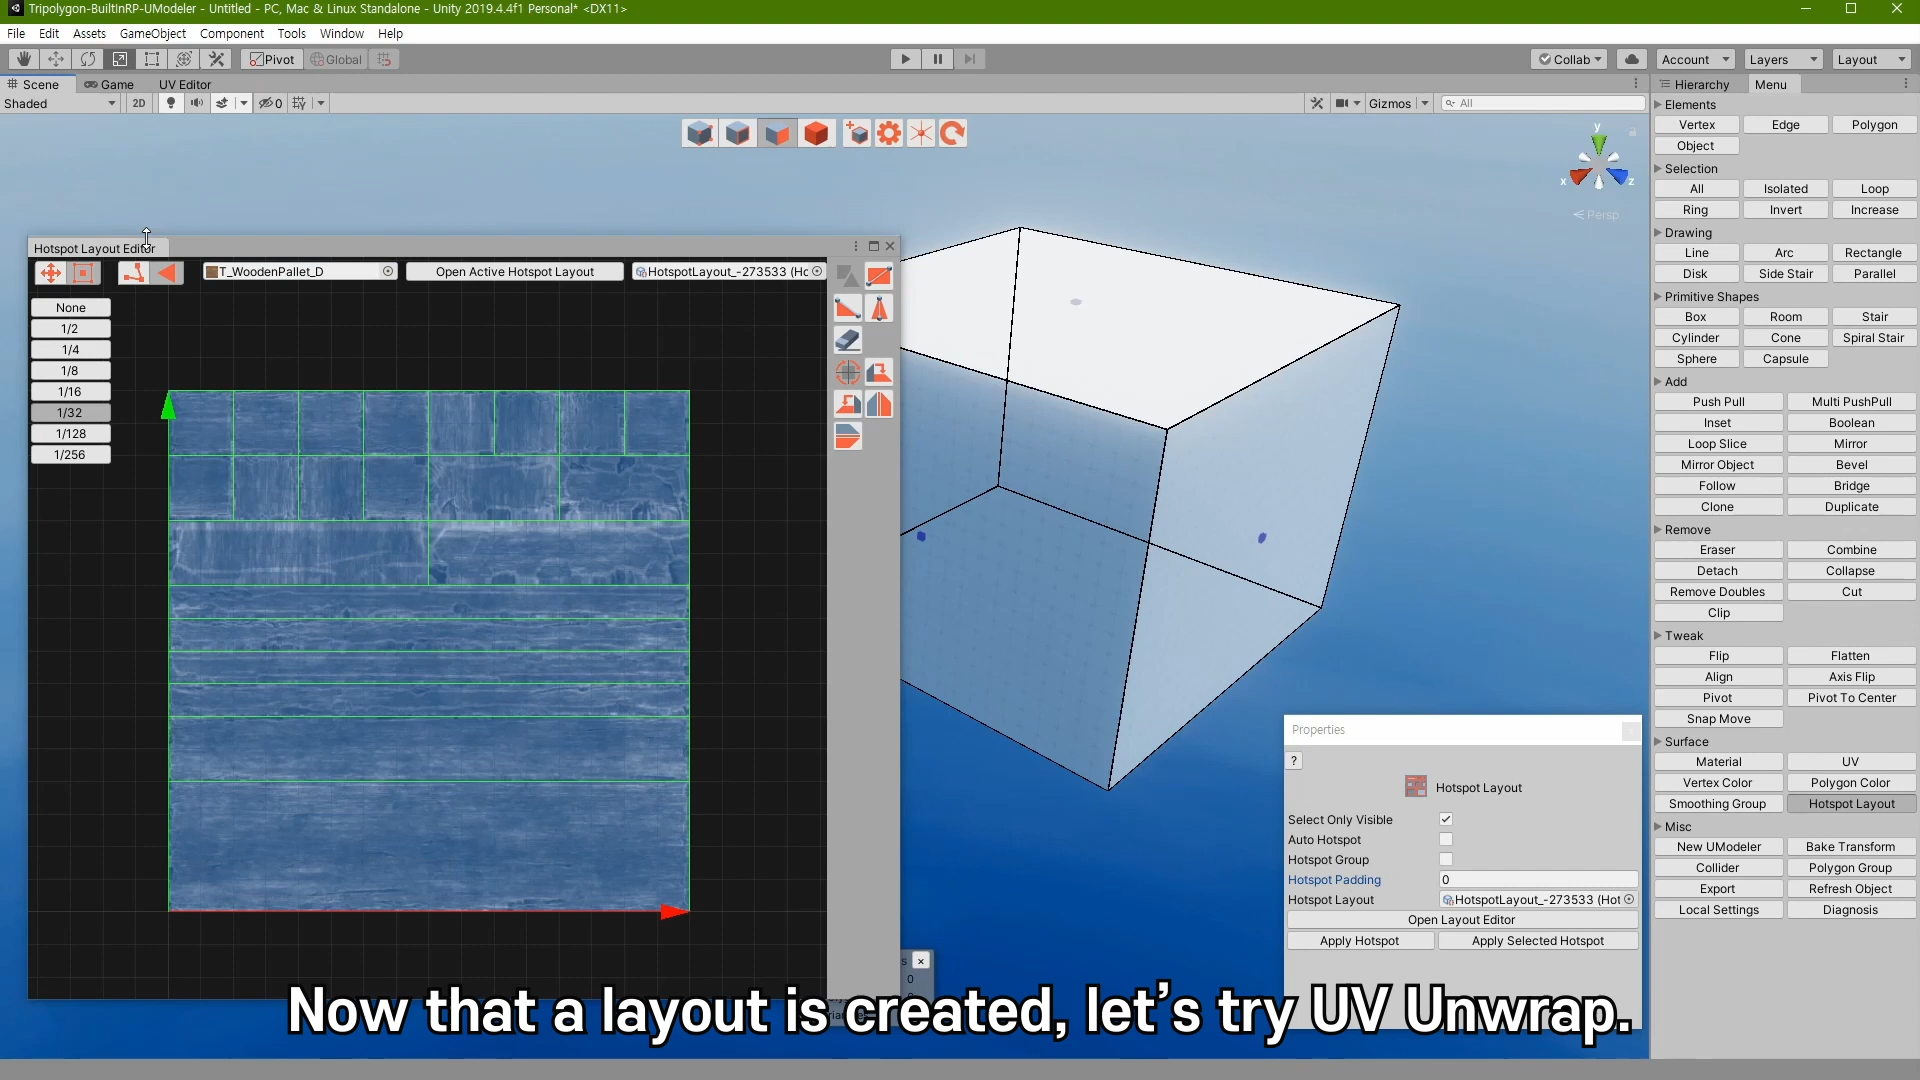 Tripolygon-BuiltInRP-UModeler - Untitled - PC, Mac & Linux Standalone - Unity 2019.4.4f1 Personal* <DX11>
File Edit Assets GameObject Component Tools Window Help
Pivot Global Collab Account Layers Layout
Scene Game UV Editor Hierarchy Menu
Shaded 2D 0 Gizmos All
y x z
Persp
Hotspot Layout Editor
T_WoodenPallet_D Open Active Hotspot Layout HotspotLayout_-273533 (Hc
None
1/2
1/4
1/8
1/16
1/32
1/128
1/256
Elements
Vertex Edge Polygon
Object
Selection
All Isolated Loop
Ring Invert Increase
Drawing
Line Arc Rectangle
Disk Side Stair Parallel
Primitive Shapes
Box Room Stair
Cylinder Cone Spiral Stair
Sphere Capsule
Add
Push Pull Multi PushPull
Inset Boolean
Loop Slice Mirror
Mirror Object Bevel
Follow Bridge
Clone Duplicate
Remove
Eraser Combine
Detach Collapse
Remove Doubles Cut
Clip
Tweak
Flip Flatten
Align Axis Flip
Pivot Pivot To Center
Snap Move
Surface
Material UV
Vertex Color Polygon Color
Smoothing Group Hotspot Layout
Misc
New UModeler Bake Transform
Collider Polygon Group
Export Refresh Object
Local Settings Diagnosis
Properties
?
Hotspot Layout
Select Only Visible
Auto Hotspot
Hotspot Group
Hotspot Padding 0
Hotspot Layout HotspotLayout_-273533 (Hot
Open Layout Editor
Apply Hotspot Apply Selected Hotspot
s
0
Now that a layout is created, let's try UV Unwrap.